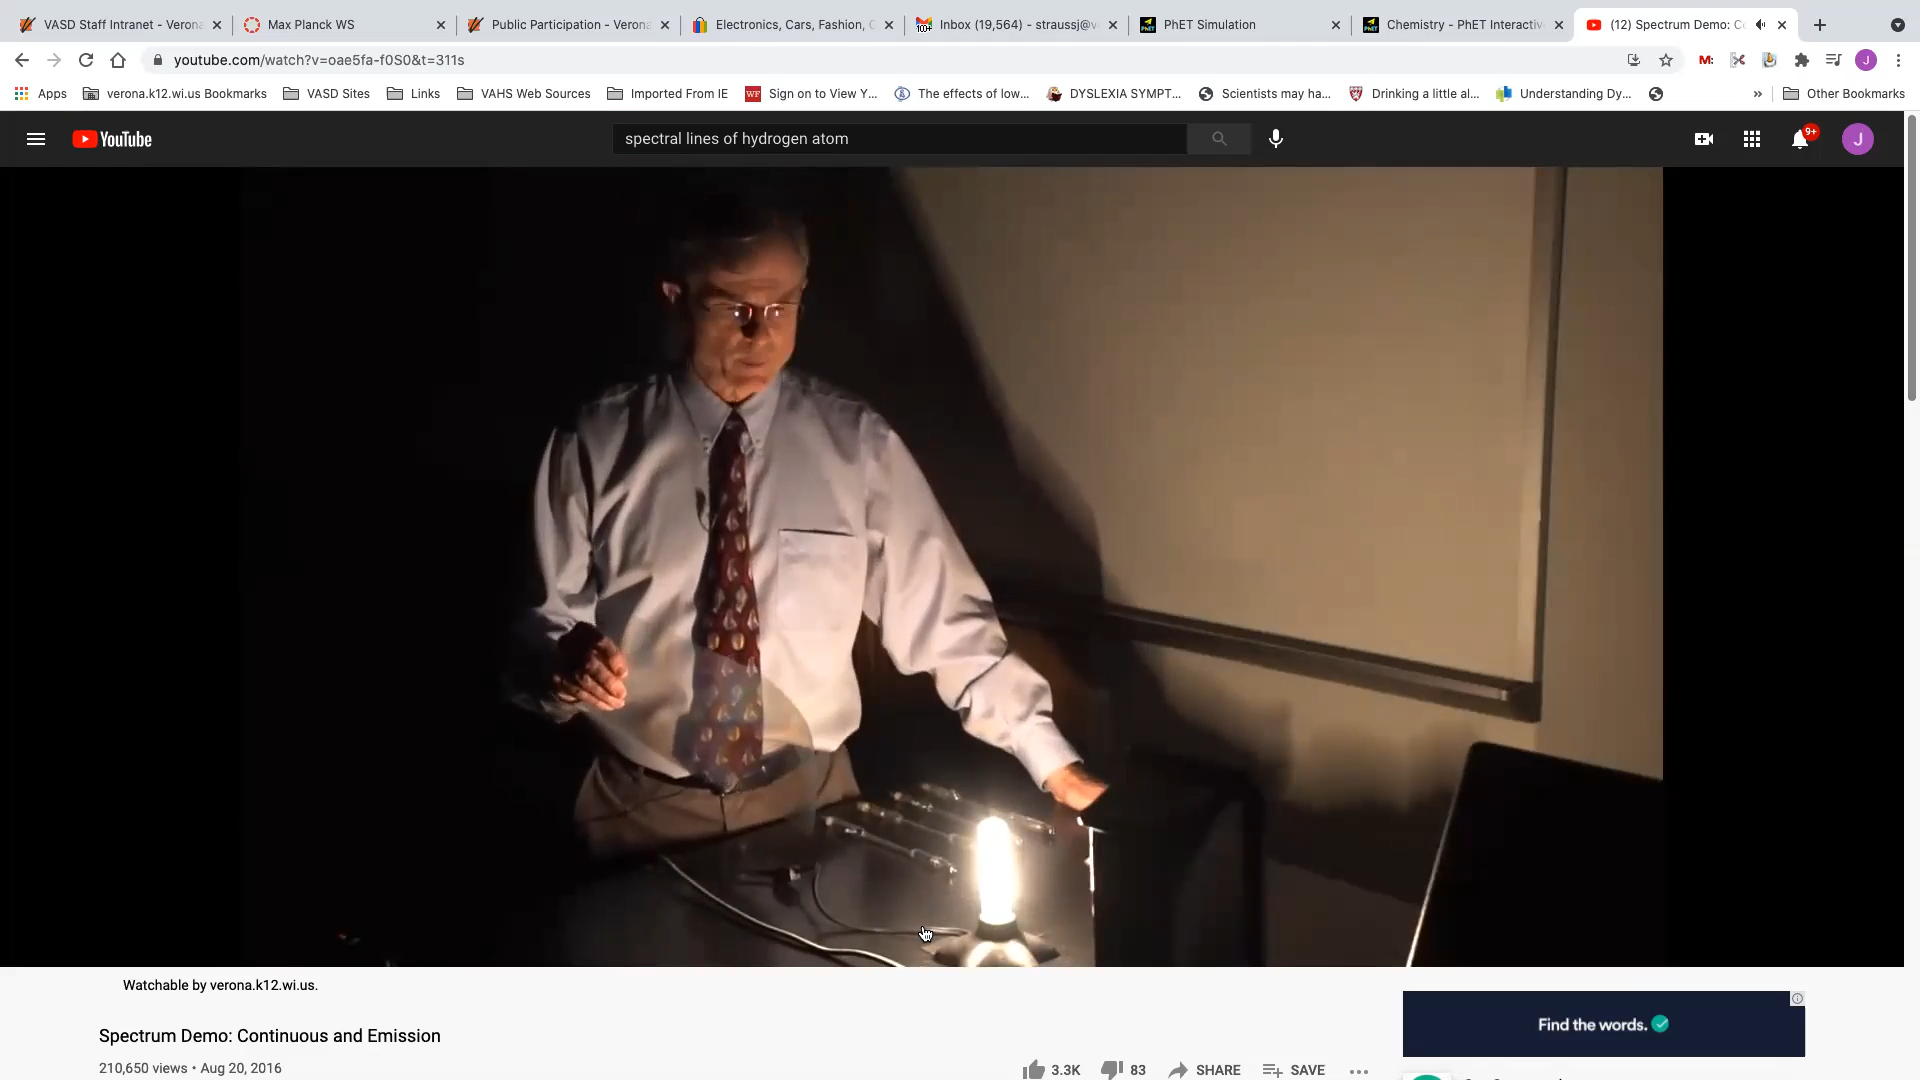 VASD Staff Intranet - Verona
Max Planck WS
Public Participation - Verona
Electronics, Cars, Fashion, C
Inbox (19,564) - straussj@v
PhET Simulation
Chemistry - PhET Interactiv
(12) Spectrum Demo: Co
youtube.com/watch?v=oae5fa-f0S0&t=311s
Apps
verona.k12.wi.us Bookmarks
VASD Sites
Links
VAHS Web Sources
Imported From IE
Sign on to View Y...
The effects of low...
DYSLEXIA SYMPT...
Scientists may ha...
Drinking a little al...
Understanding Dy...
»
Other Bookmarks
YouTube
spectral lines of hydrogen atom
9+
J
Watchable by verona.k12.wi.us.
Find the words.
Spectrum Demo: Continuous and Emission
210,650 views • Aug 20, 2016
3.3K
83
SHARE
SAVE